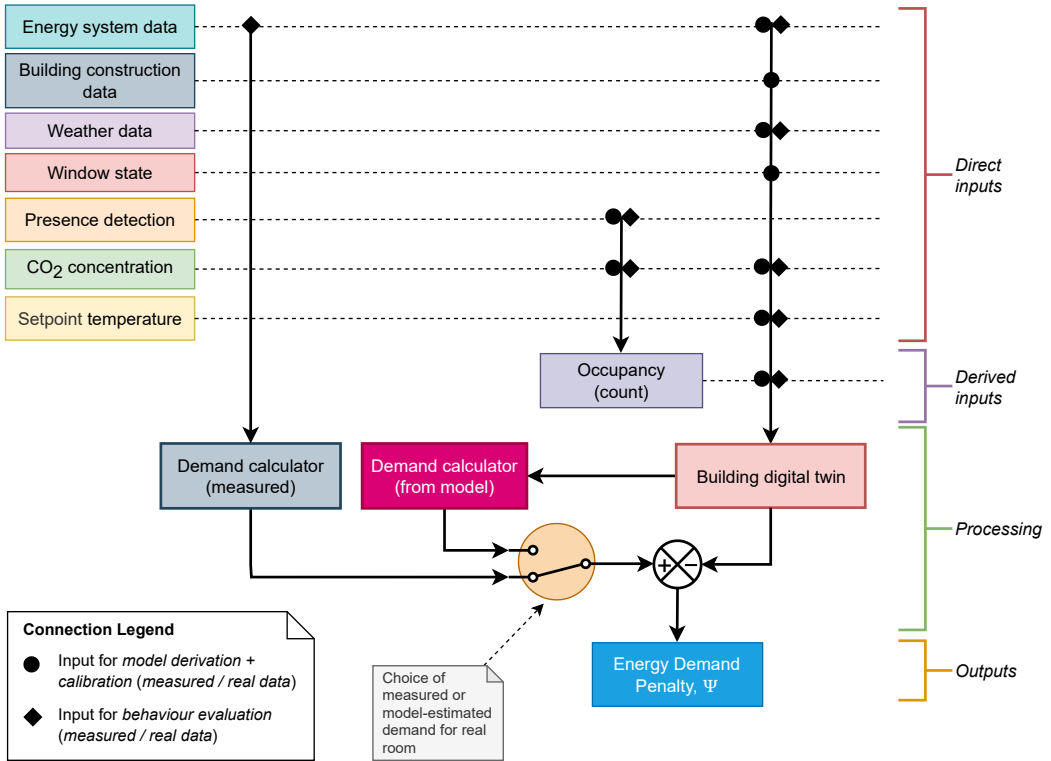 Energy system data
Building construction
data
Weather data
Window state
Presence detection
CO2 concentration
Setpoint temperature
Direct
inputs
Occupancy
(count)
Derived
inputs
Demand calculator
(measured)
Demand calculator
(from model)
Building digital twin
Processing
+
−
Connection Legend
Input for model derivation +
calibration (measured / real data)
Input for behaviour evaluation
(measured / real data)
Choice of
measured or
model-estimated
demand for real
room
Energy Demand
Penalty, Ψ
Outputs